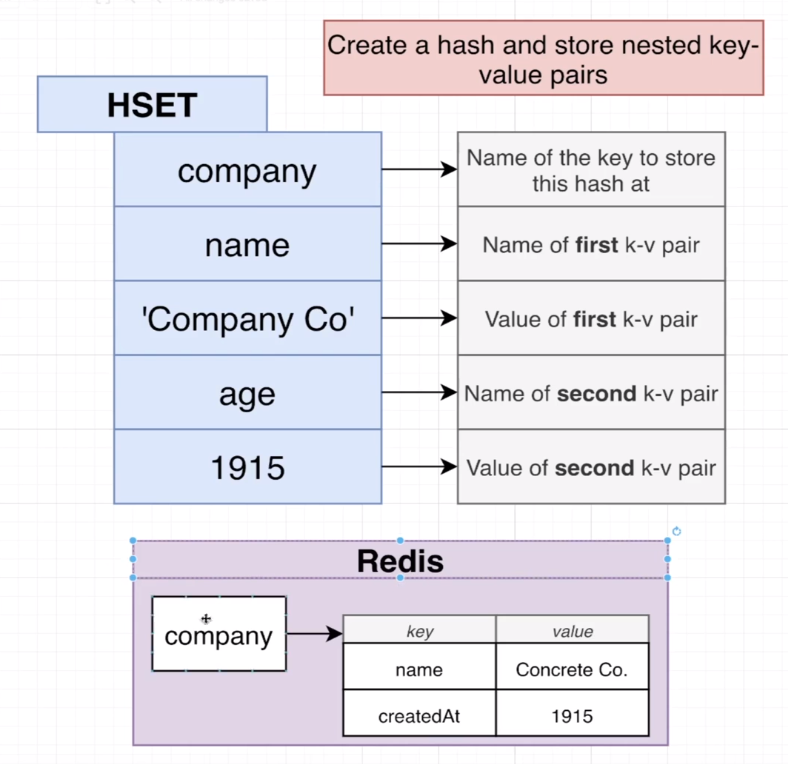 Create a hash and store nested key-
value pairs
HSET
company
Name of the key to store
this hash at
name
Name of first k-v pair
'Company Co'
Value of first k-v pair
age
Name of second k-v pair
1915
Value of second k-v pair
Redis
company
key
value
name
Concrete Co.
createdAt
1915